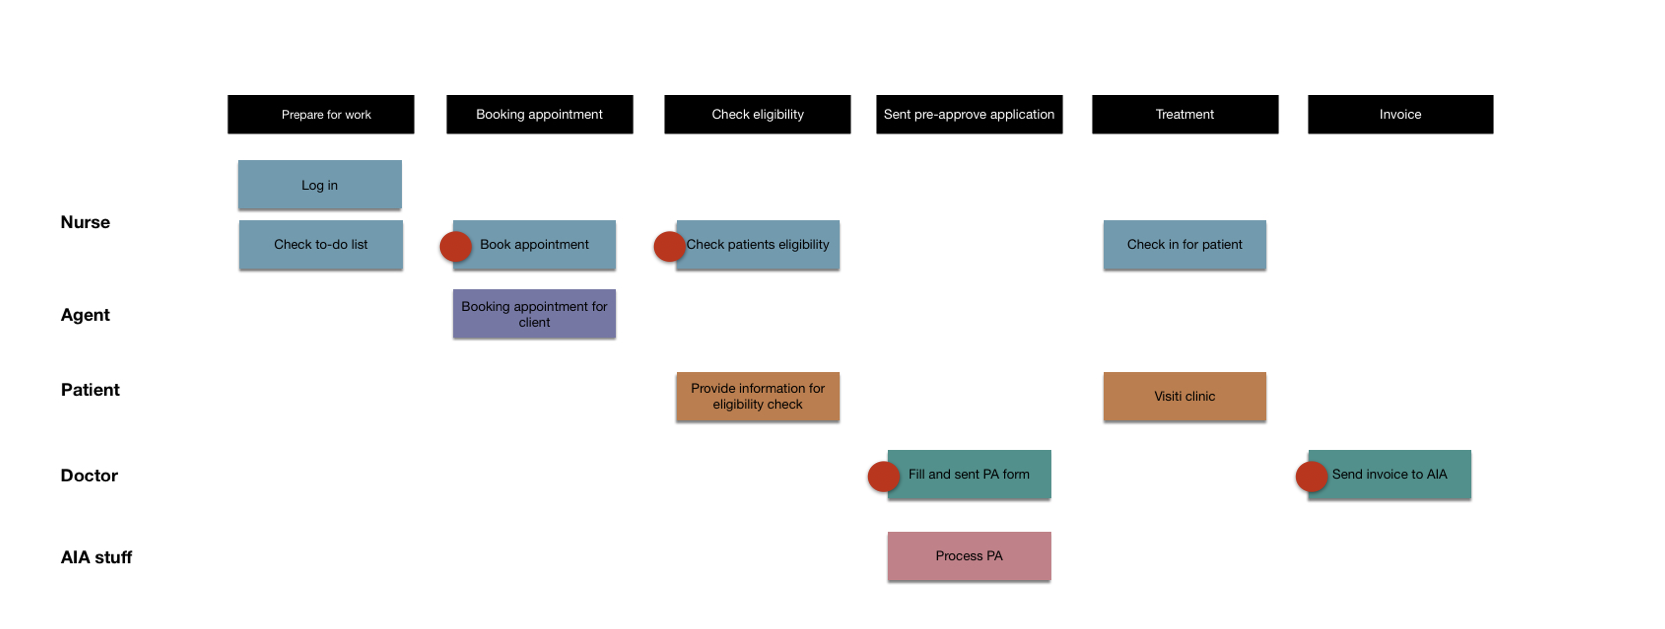 Prepare for work
Booking appointment
Check eligibility
Sent pre-approve application
Treatment
Invoice
Log in
Nurse
Check to-do list
Book appointment
Check patients eligibility
Check in for patient
Agent
Booking appointment for
client
Patient
Provide information for
eligibility check
Visiti clinic
Doctor
Fill and sent PA form
Send invoice to AIA
AIA stuff
Process PA